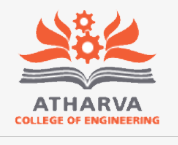 ATHARVA
COLLEGE OF ENGINEERING